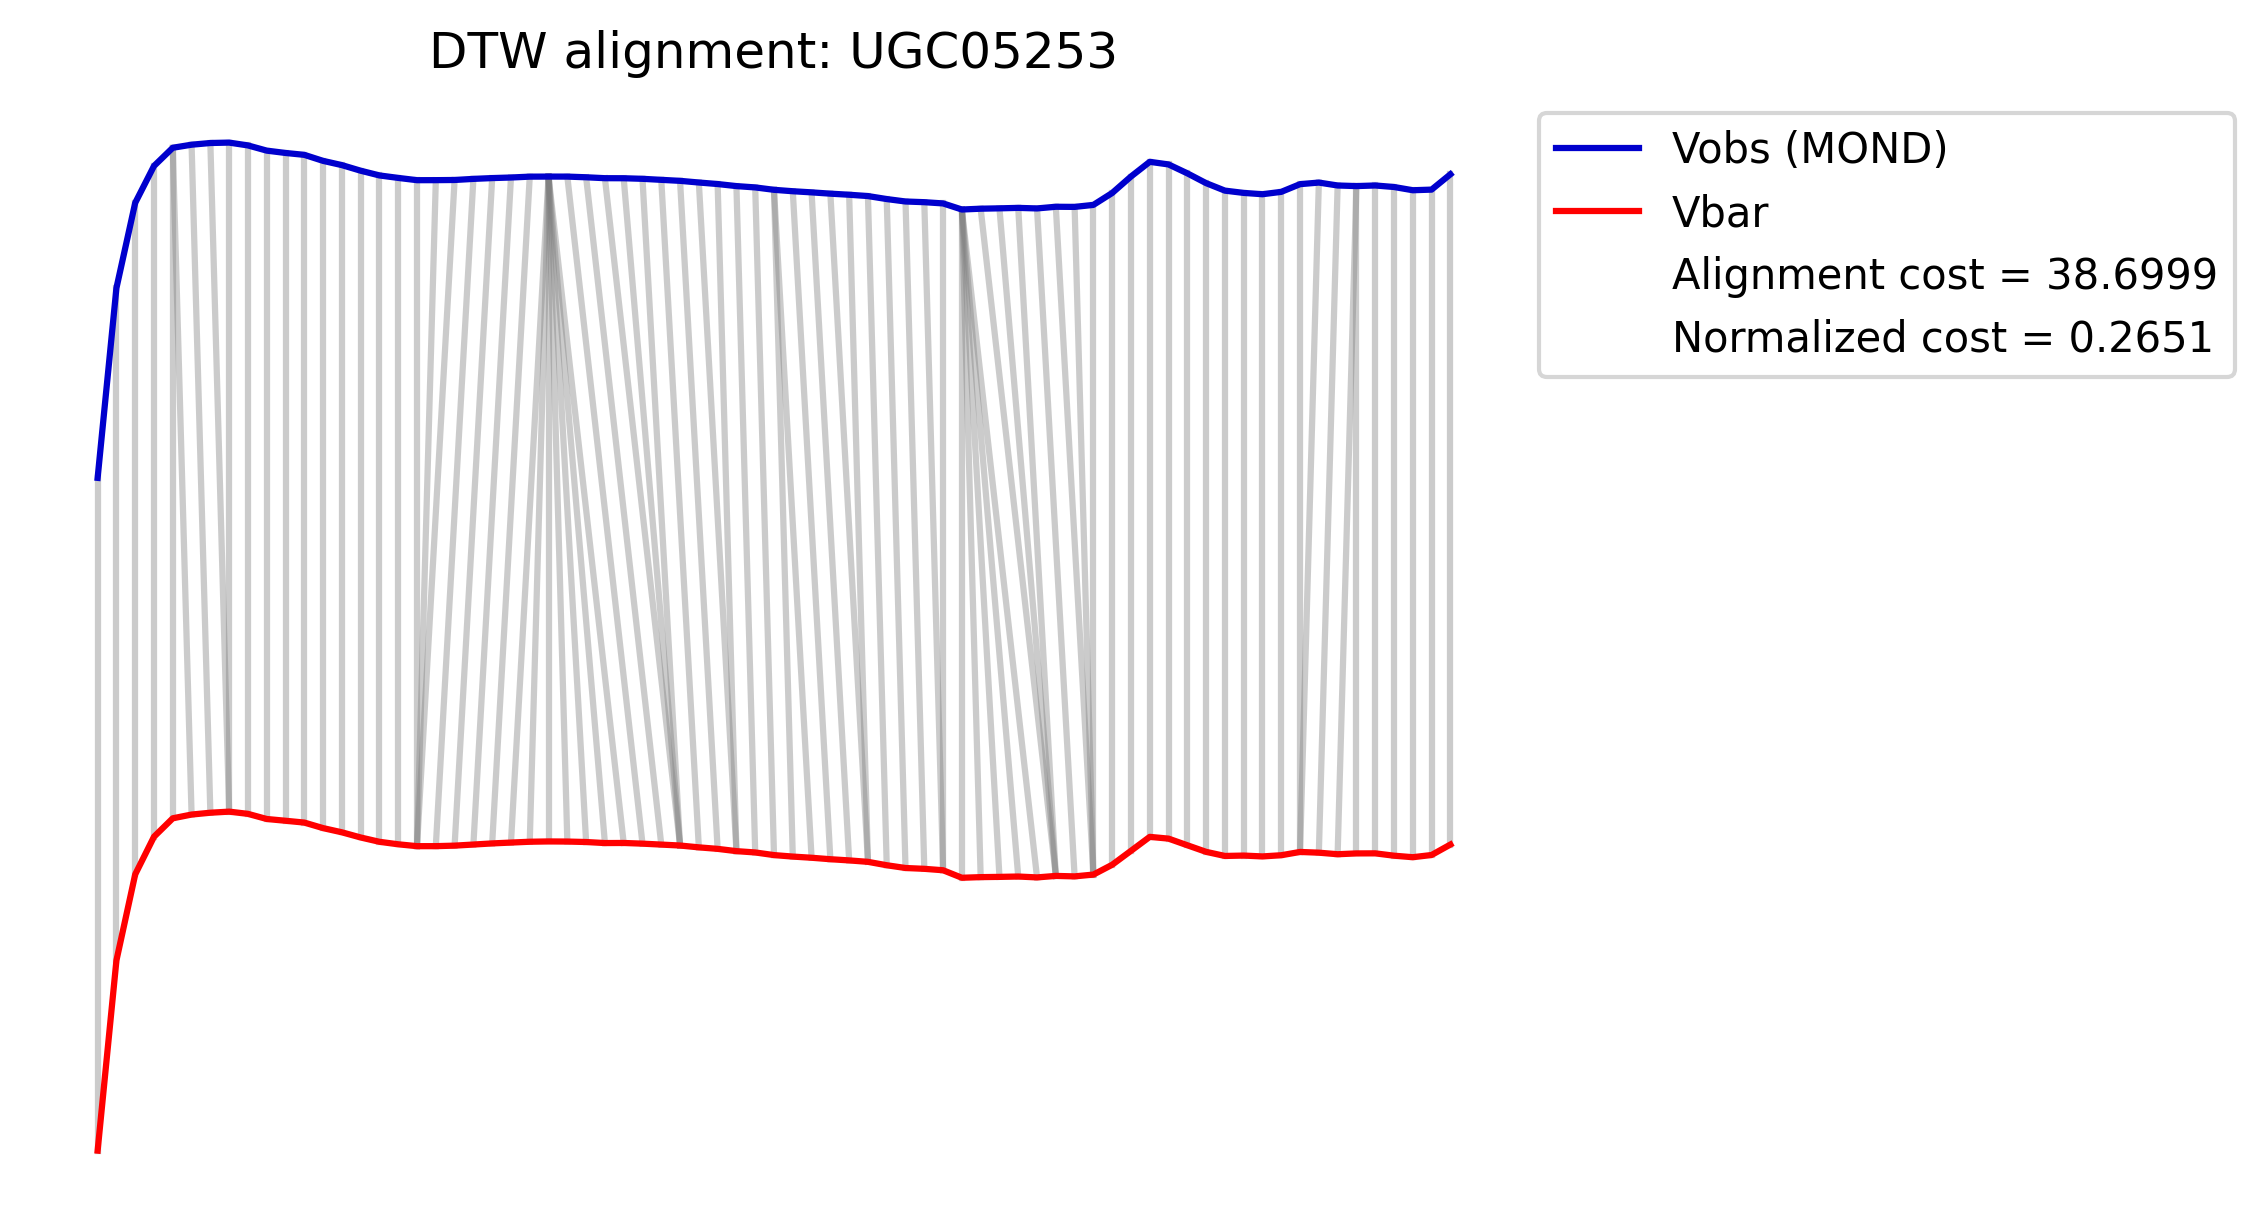 DTW alignment: UGC05253
Vobs (MOND)
Vbar
Alignment cost = 38.6999
Normalized cost = 0.2651